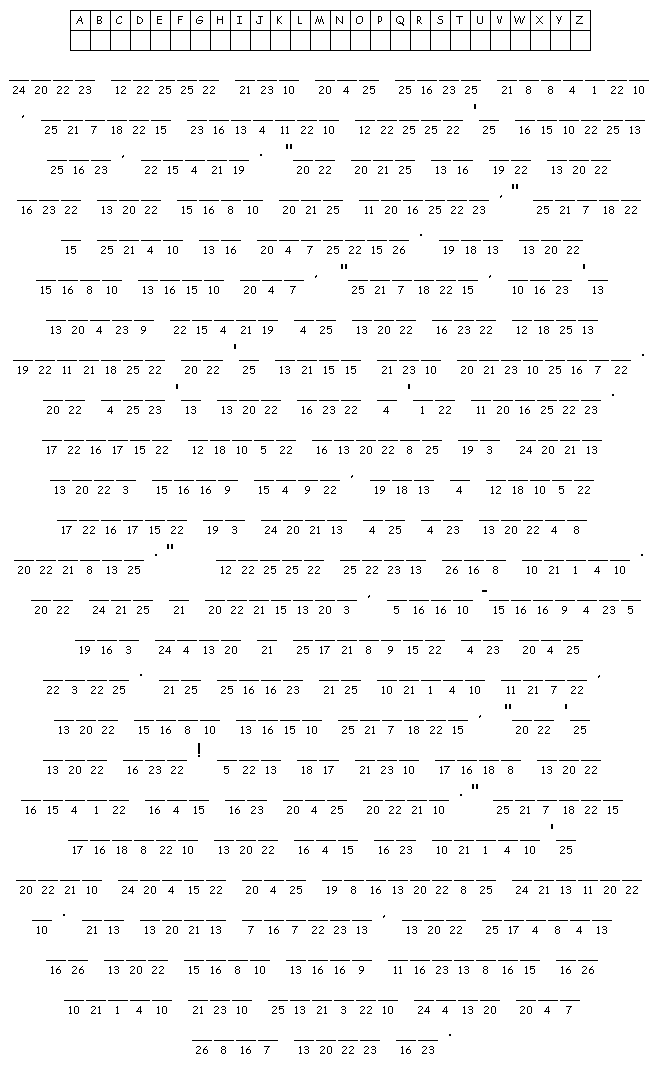 A B C D E F G H I J K L M N O P Q R S T U V W X Y Z
24 20 22 23 12 22 25 25 22 21 23 10 20 4 25 25 16 23 25 21 8 8 4 1 22 10
, 25 21 7 18 22 15 23 16 13 4 11 22 10 12 22 25 25 22 ' 25 16 15 10 22 25 13
25 16 23 , 22 15 4 21 19 . " 20 22 20 21 25 13 16 19 22 13 20 22
16 23 22 13 20 22 15 16 8 10 20 21 25 11 20 16 25 22 23 , " 25 21 7 18 22
15 25 21 4 10 13 16 20 4 7 25 22 15 26 . 19 18 13 13 20 22
15 16 8 10 13 16 15 10 20 4 7 , " 25 21 7 18 22 15 , 10 16 23 ' 13
13 20 4 23 9 22 15 4 21 19 4 25 13 20 22 16 23 22 12 18 25 13
19 22 11 21 18 25 22 20 22 ' 25 13 21 15 15 21 23 10 20 21 23 10 25 16 7 22 .
20 22 4 25 23 ' 13 13 20 22 16 23 22 4 ' 1 22 11 20 16 25 22 23 .
17 22 16 17 15 22 12 18 10 5 22 16 13 20 22 8 25 19 3 24 20 21 13
13 20 22 3 15 16 16 9 15 4 9 22 , 19 18 13 4 12 18 10 5 22
17 22 16 17 15 22 19 3 24 20 21 13 4 25 4 23 13 20 22 4 8
20 22 21 8 13 25 . " 12 22 25 25 22 25 22 23 13 26 16 8 10 21 1 4 10 .
20 22 24 21 25 21 20 22 21 15 13 20 3 , 5 16 16 10 - 15 16 16 9 4 23 5
19 16 3 24 4 13 20 21 25 17 21 8 9 15 22 4 23 20 4 25
22 3 22 25 . 21 25 25 16 16 23 21 25 10 21 1 4 10 11 21 7 22 ,
13 20 22 15 16 8 10 13 16 15 10 25 21 7 18 22 15 , " 20 22 ' 25
13 20 22 16 23 22 ! 5 22 13 18 17 21 23 10 17 16 18 8 13 20 22
16 15 4 1 22 16 4 15 16 23 20 4 25 20 22 21 10 . " 25 21 7 18 22 15
17 16 18 8 22 10 13 20 22 16 4 15 16 23 10 21 1 4 10 ' 25
20 22 21 10 24 20 4 15 22 20 4 25 19 8 16 13 20 22 8 25 24 21 13 11 20 22
10 . 21 13 13 20 21 13 7 16 7 22 23 13 , 13 20 22 25 17 4 8 4 13
16 26 13 20 22 15 16 8 10 13 16 16 9 11 16 23 13 8 16 15 16 26
10 21 1 4 10 21 23 10 25 13 21 3 22 10 24 4 13 20 20 4 7
26 8 16 7 13 20 22 23 16 23 .